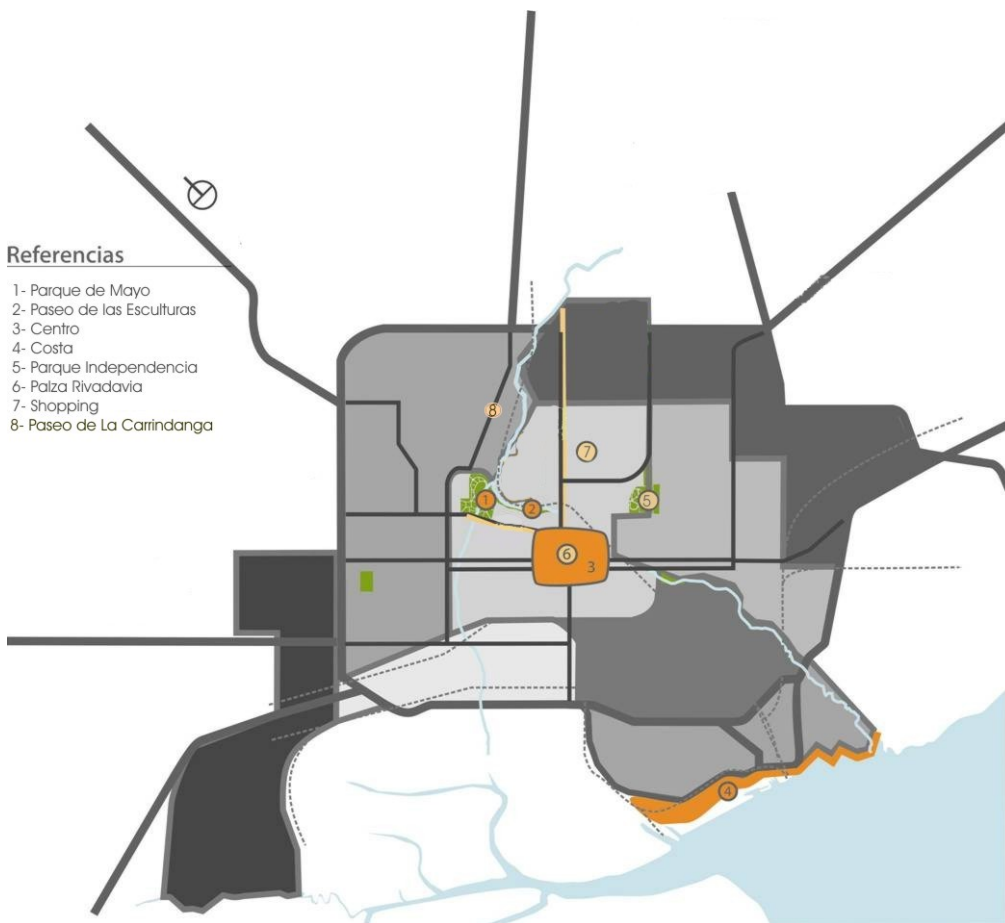 Referencias
1- Parque de Mayo
2- Paseo de las Esculturas
3- Centro
4- Costa
5- Parque Independencia
6- Palza Rivadavia
7- Shopping
8- Paseo de La Carrindanga
8
7
1
2
5
6
3
4